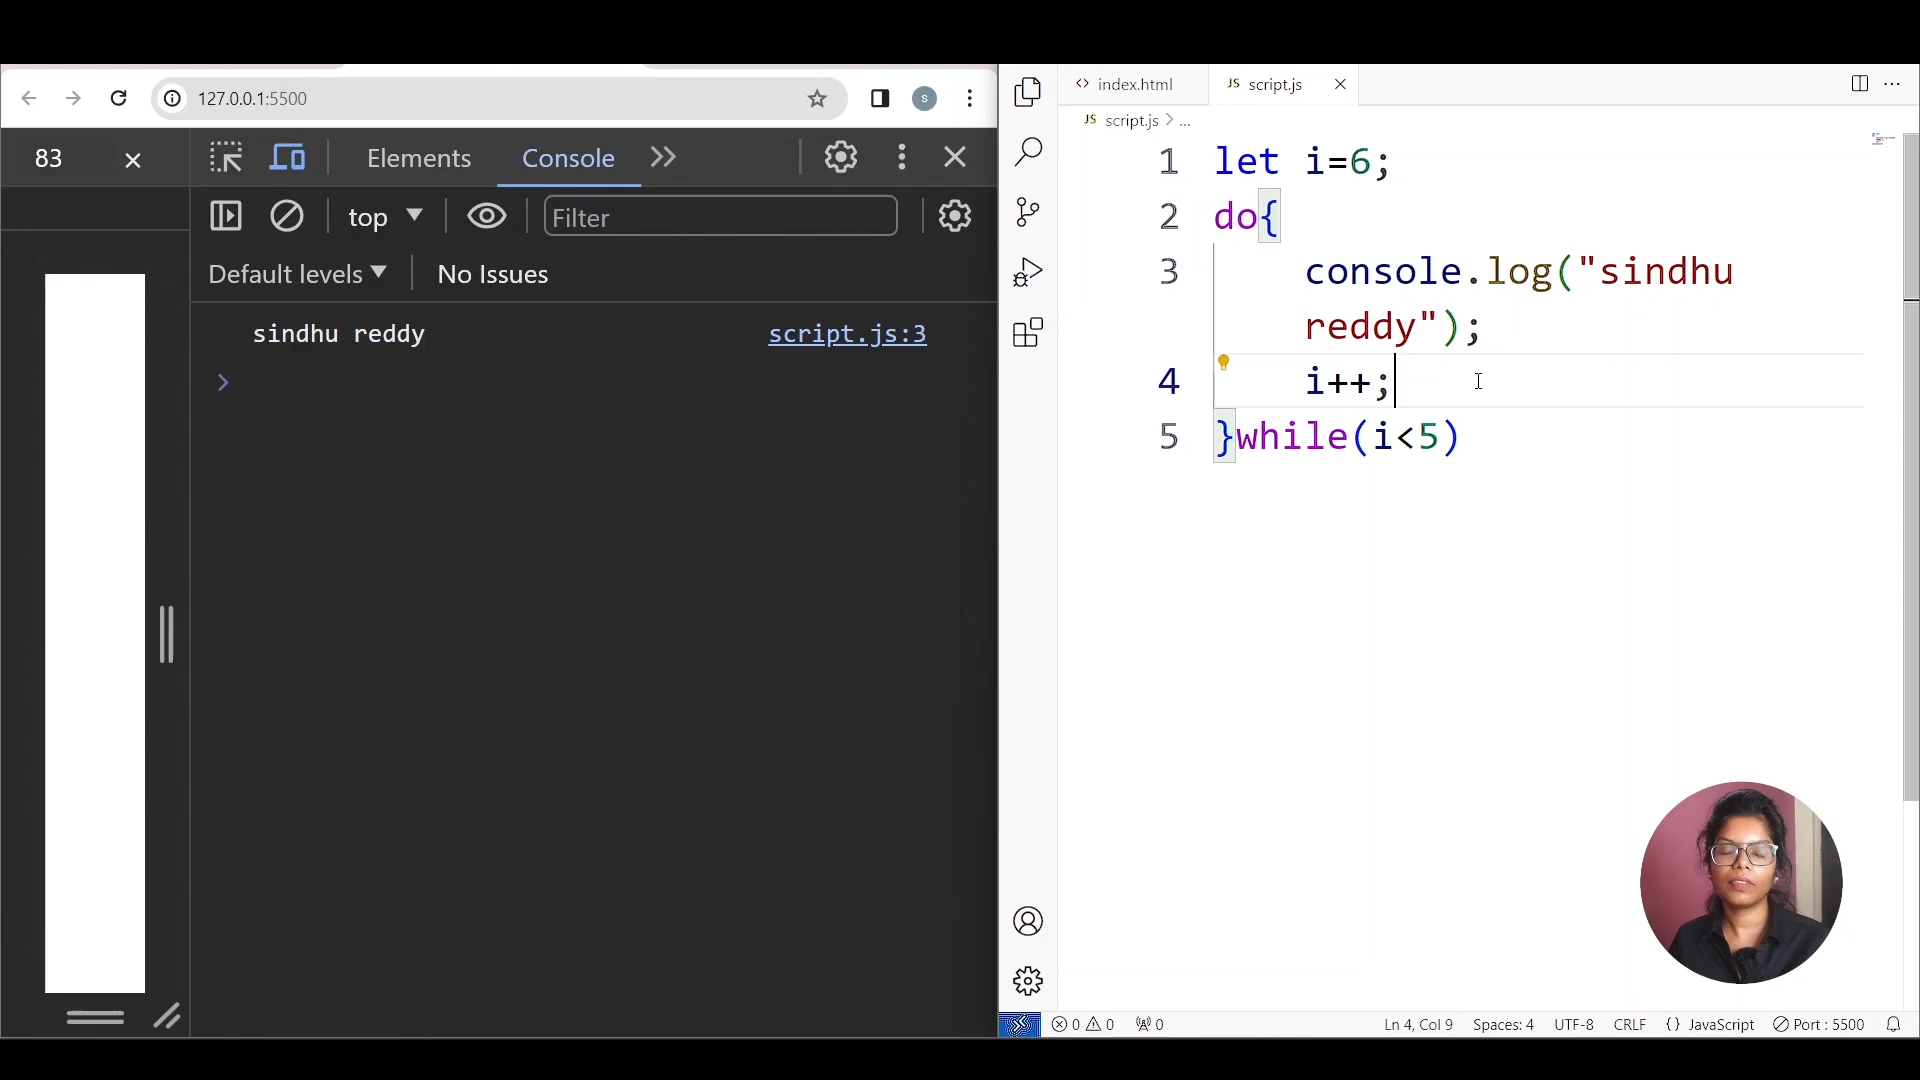 127.0.0.1:5500
83
Elements
Console
top
Filter
Default levels
No Issues
sindhu reddy
script.js:3
index.html
JS script.js
JS script.js > ...
1 let i=6;
2 do{
3 console.log("sindhu
reddy");
4 i++;
5 }while(i<5)
S
0 0 0
Ln 4, Col 9
Spaces: 4
UTF-8
CRLF
{} JavaScript
Port : 5500